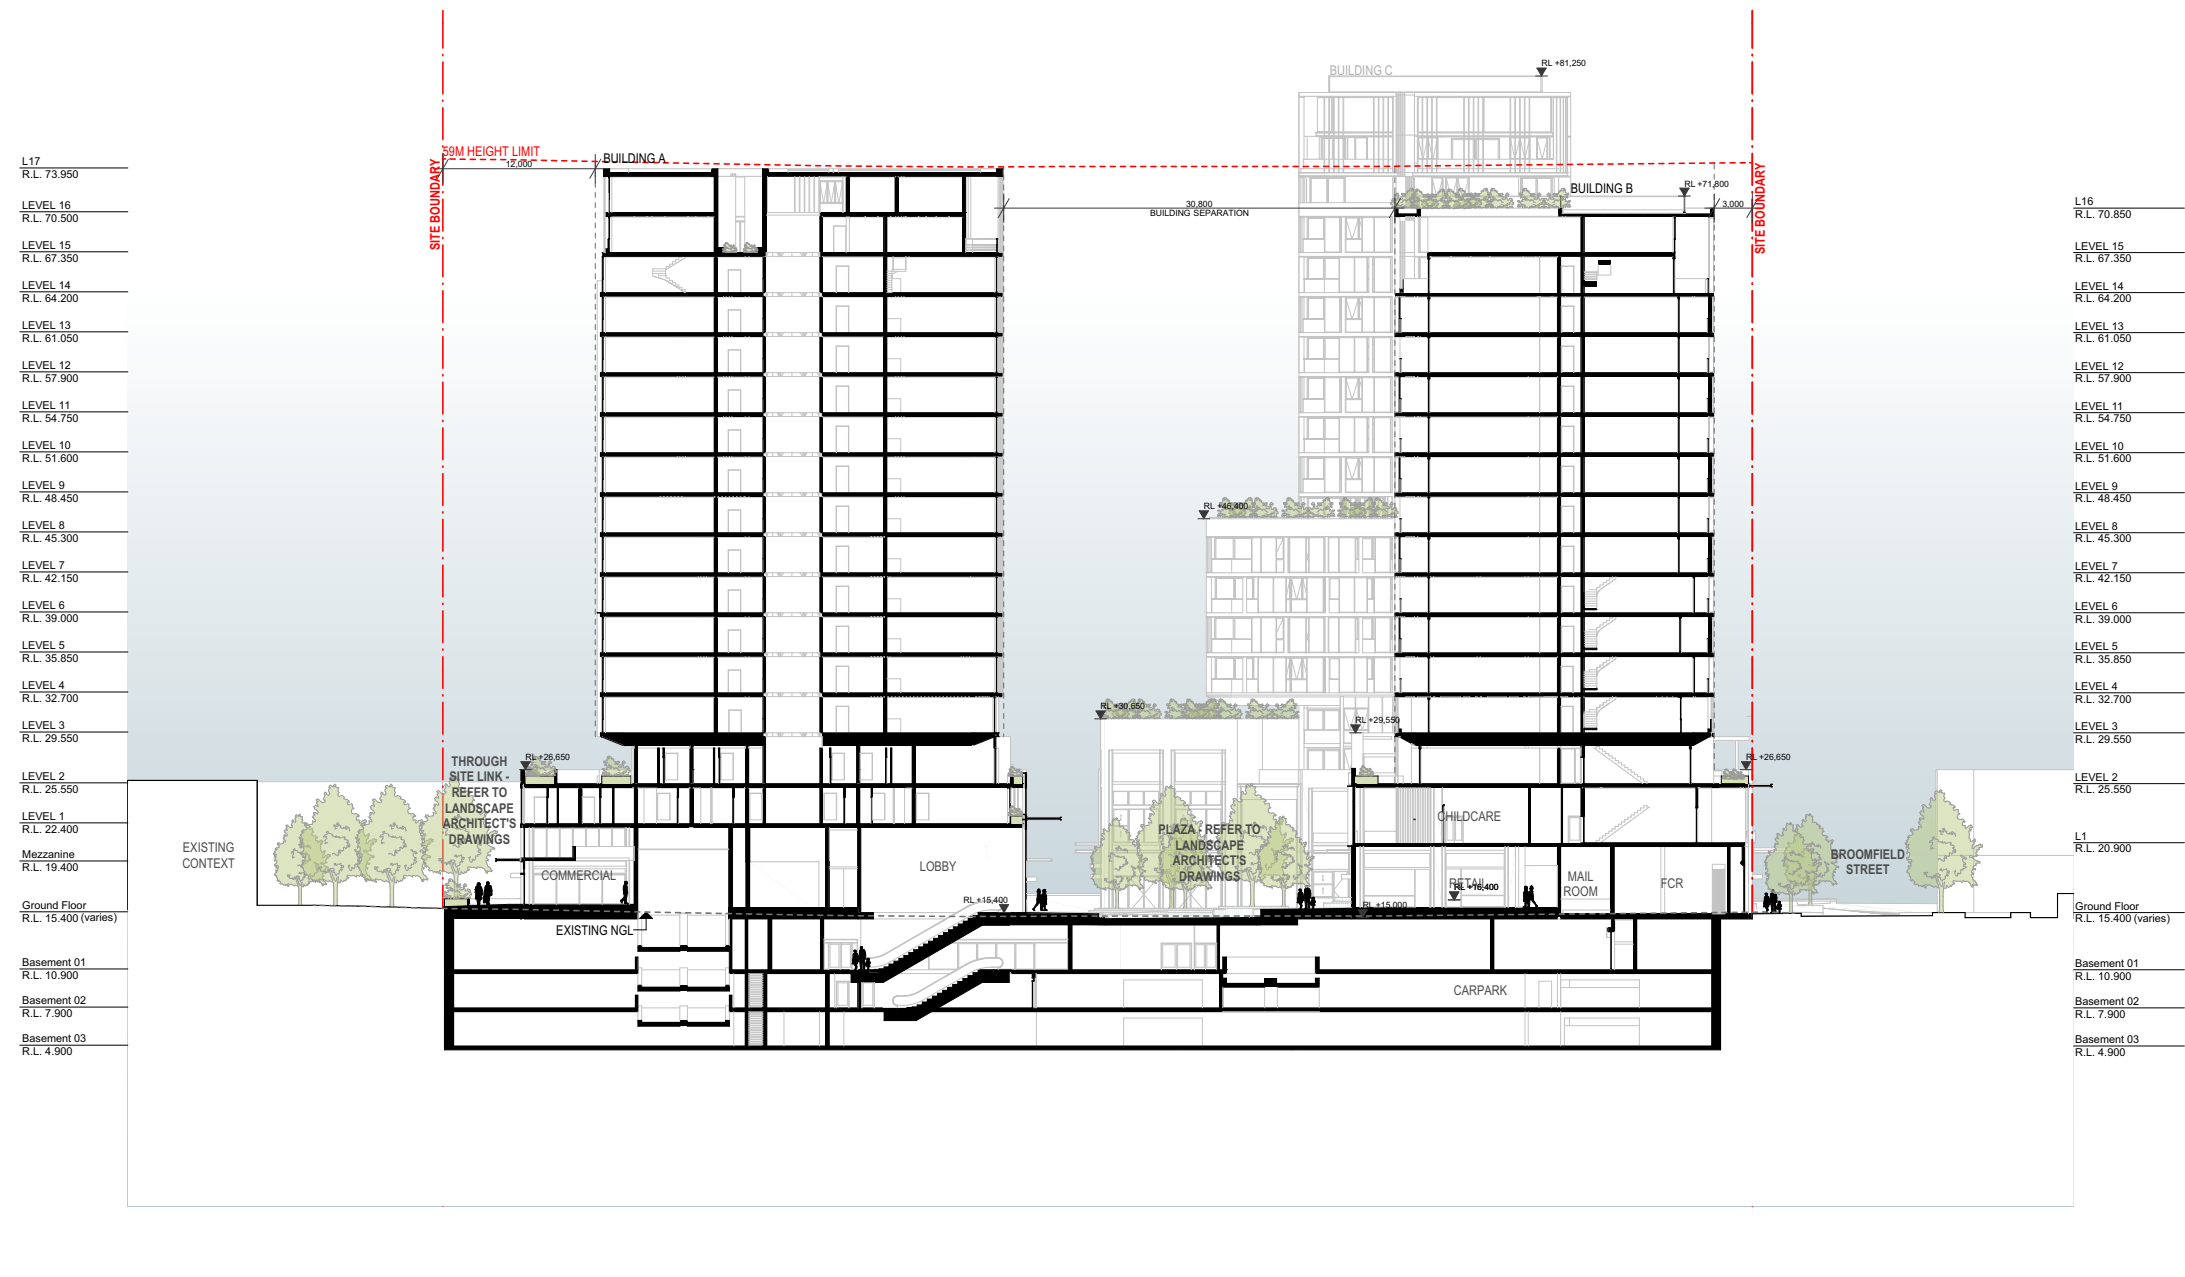 BUILDING C
RL +81,250
59M HEIGHT LIMIT
12,000
BUILDING A
SITE BOUNDARY
BUILDING B
RL +71,800
30,800
BUILDING SEPARATION
3,000
SITE BOUNDARY
L17
R.L. 73.950
LEVEL 16
R.L. 70.500
LEVEL 15
R.L. 67.350
LEVEL 14
R.L. 64.200
LEVEL 13
R.L. 61.050
LEVEL 12
R.L. 57.900
LEVEL 11
R.L. 54.750
LEVEL 10
R.L. 51.600
LEVEL 9
R.L. 48.450
LEVEL 8
R.L. 45.300
LEVEL 7
R.L. 42.150
LEVEL 6
R.L. 39.000
LEVEL 5
R.L. 35.850
LEVEL 4
R.L. 32.700
LEVEL 3
R.L. 29.550
LEVEL 2
R.L. 25.550
LEVEL 1
R.L. 22.400
Mezzanine
R.L. 19.400
Ground Floor
R.L. 15.400 (varies)
Basement 01
R.L. 10.900
Basement 02
R.L. 7.900
Basement 03
R.L. 4.900
L16
R.L. 70.850
LEVEL 15
R.L. 67.350
LEVEL 14
R.L. 64.200
LEVEL 13
R.L. 61.050
LEVEL 12
R.L. 57.900
LEVEL 11
R.L. 54.750
LEVEL 10
R.L. 51.600
LEVEL 9
R.L. 48.450
LEVEL 8
R.L. 45.300
LEVEL 7
R.L. 42.150
LEVEL 6
R.L. 39.000
LEVEL 5
R.L. 35.850
LEVEL 4
R.L. 32.700
LEVEL 3
R.L. 29.550
LEVEL 2
R.L. 25.550
L1
R.L. 20.900
Ground Floor
R.L. 15.400 (varies)
Basement 01
R.L. 10.900
Basement 02
R.L. 7.900
Basement 03
R.L. 4.900
RL +46,400
RL +30,650
RL +29,550
RL +26,650
RL +26,650
THROUGH
SITE LINK -
REFER TO
LANDSCAPE
ARCHITECT'S
DRAWINGS
EXISTING
CONTEXT
COMMERCIAL
LOBBY
PLAZA - REFER TO
LANDSCAPE
ARCHITECT'S
DRAWINGS
CHILDCARE
RETAIL
RL +16,400
MAIL
ROOM
FCR
BROOMFIELD
STREET
RL +15,400
RL +15,000
EXISTING NGL
CARPARK